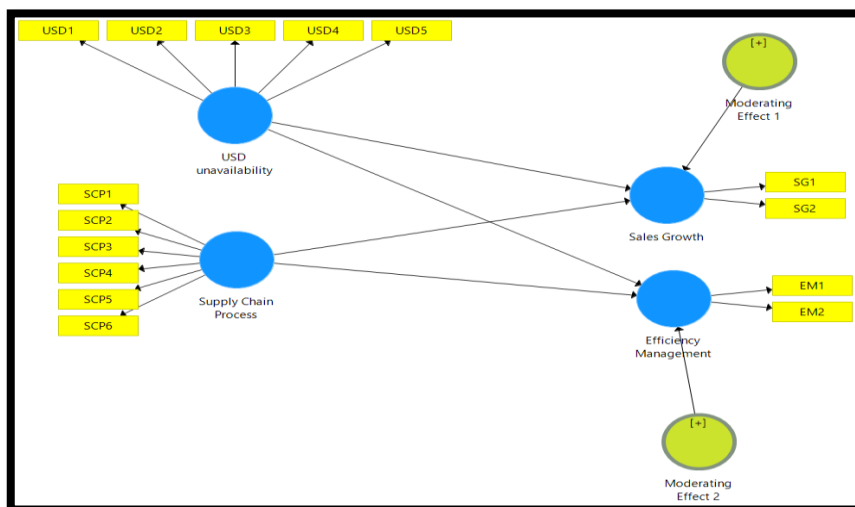 USD1
USD2
USD3
USD4
USD5
[+]
Moderating
Effect 1
USD
unavailability
SCP1
SCP2
SCP3
SCP4
SCP5
SCP6
Supply Chain
Process
SG1
SG2
Sales Growth
EM1
EM2
Efficiency
Management
[+]
Moderating
Effect 2